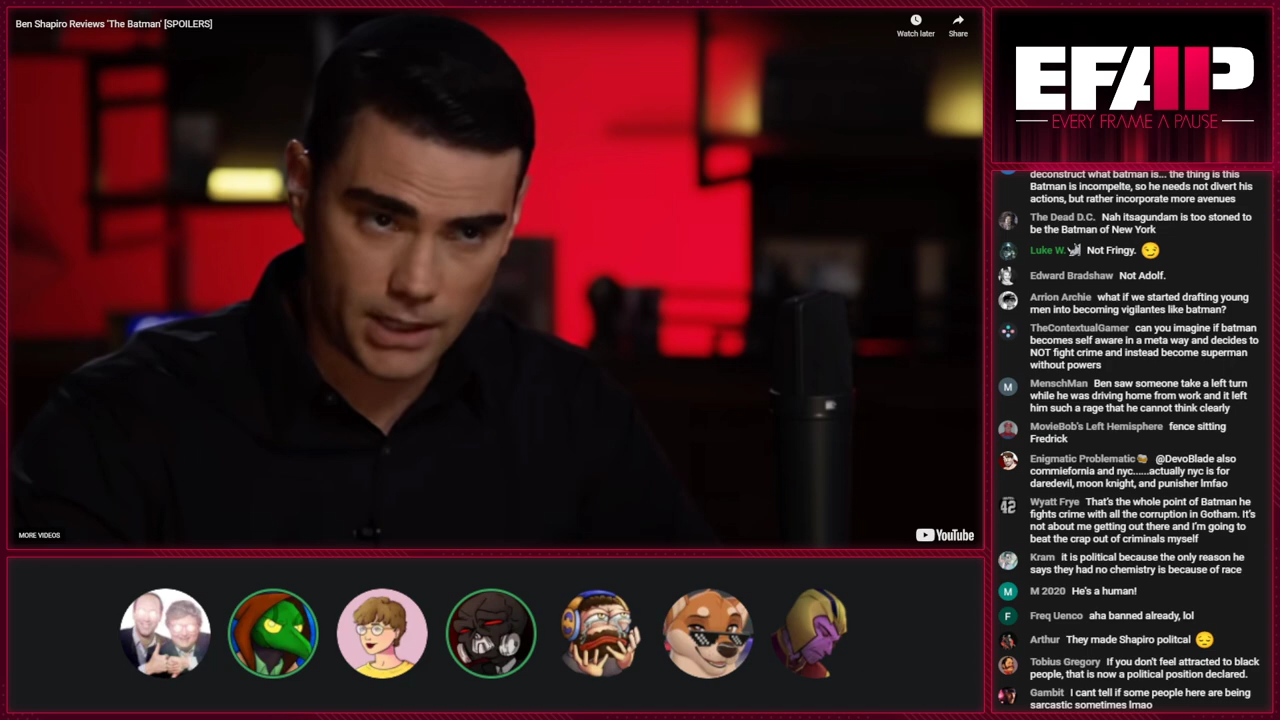 Ben Shapiro Reviews 'The Batman' [SPOILERS]
Watch later
Share
MORE VIDEOS
YouTube
EFAP
EVERY FRAME A PAUSE
deconstruct what batman is... the thing is this
Batman is incompelte, so he needs not divert his
actions, but rather incorporate more avenues
The Dead D.C. Nah itsagundam is too stoned to
be the Batman of New York
Luke W. Not Fringy. 😏
Edward Bradshaw Not Adolf.
Arrion Archie what if we started drafting young
men into becoming vigilantes like batman?
TheContextualGamer can you imagine if batman
becomes self aware in a meta way and decides to
NOT fight crime and instead become superman
without powers
M
MenschMan Ben saw someone take a left turn
while he was driving home from work and it left
him such a rage that he cannot think clearly
MovieBob's Left Hemisphere fence sitting
Fredrick
Enigmatic Problematic @DevoBlade also
commiefornia and nyc......actually nyc is for
daredevil, moon knight, and punisher lmfao
42
Wyatt Frye That's the whole point of Batman he
fights crime with all the corruption in Gotham. It's
not about me getting out there and I'm going to
beat the crap out of criminals myself
Kram it is political because the only reason he
says they had no chemistry is because of race
M
M 2020 He's a human!
F
Freq Uenco aha banned already, lol
Arthur They made Shapiro politcal 😔
Tobius Gregory If you don't feel attracted to black
people, that is now a political position declared.
Gambit I cant tell if some people here are being
sarcastic sometimes lmao